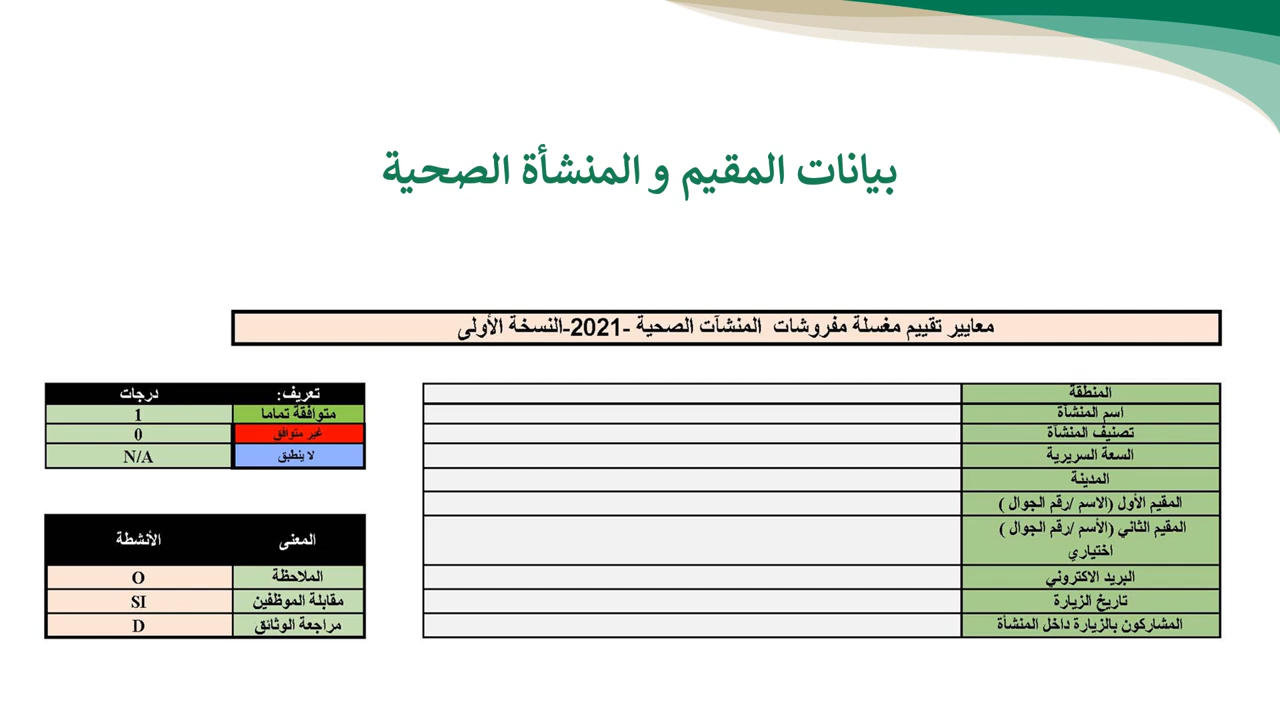 بيانات المقيم و المنشأة الصحية
معايير تقييم مغسلة مفروشات المنشآت الصحية -2021-النسخة الأولى
المنطقة
اسم المنشأة
تصنيف المنشأة
السعة السريرية
المدينة
المقيم الأول (الاسم /رقم الجوال )
المقيم الثاني (الأسم /رقم الجوال )
اختياري
البريد الاكتروني
تاريخ الزيارة
المشاركون بالزيارة داخل المنشأة
تعريف: درجات
متوافقة تماما 1
غير متوافق 0
لا ينطبق N/A
المعنى الأنشطة
الملاحظة O
مقابلة الموظفين SI
مراجعة الوثائق D